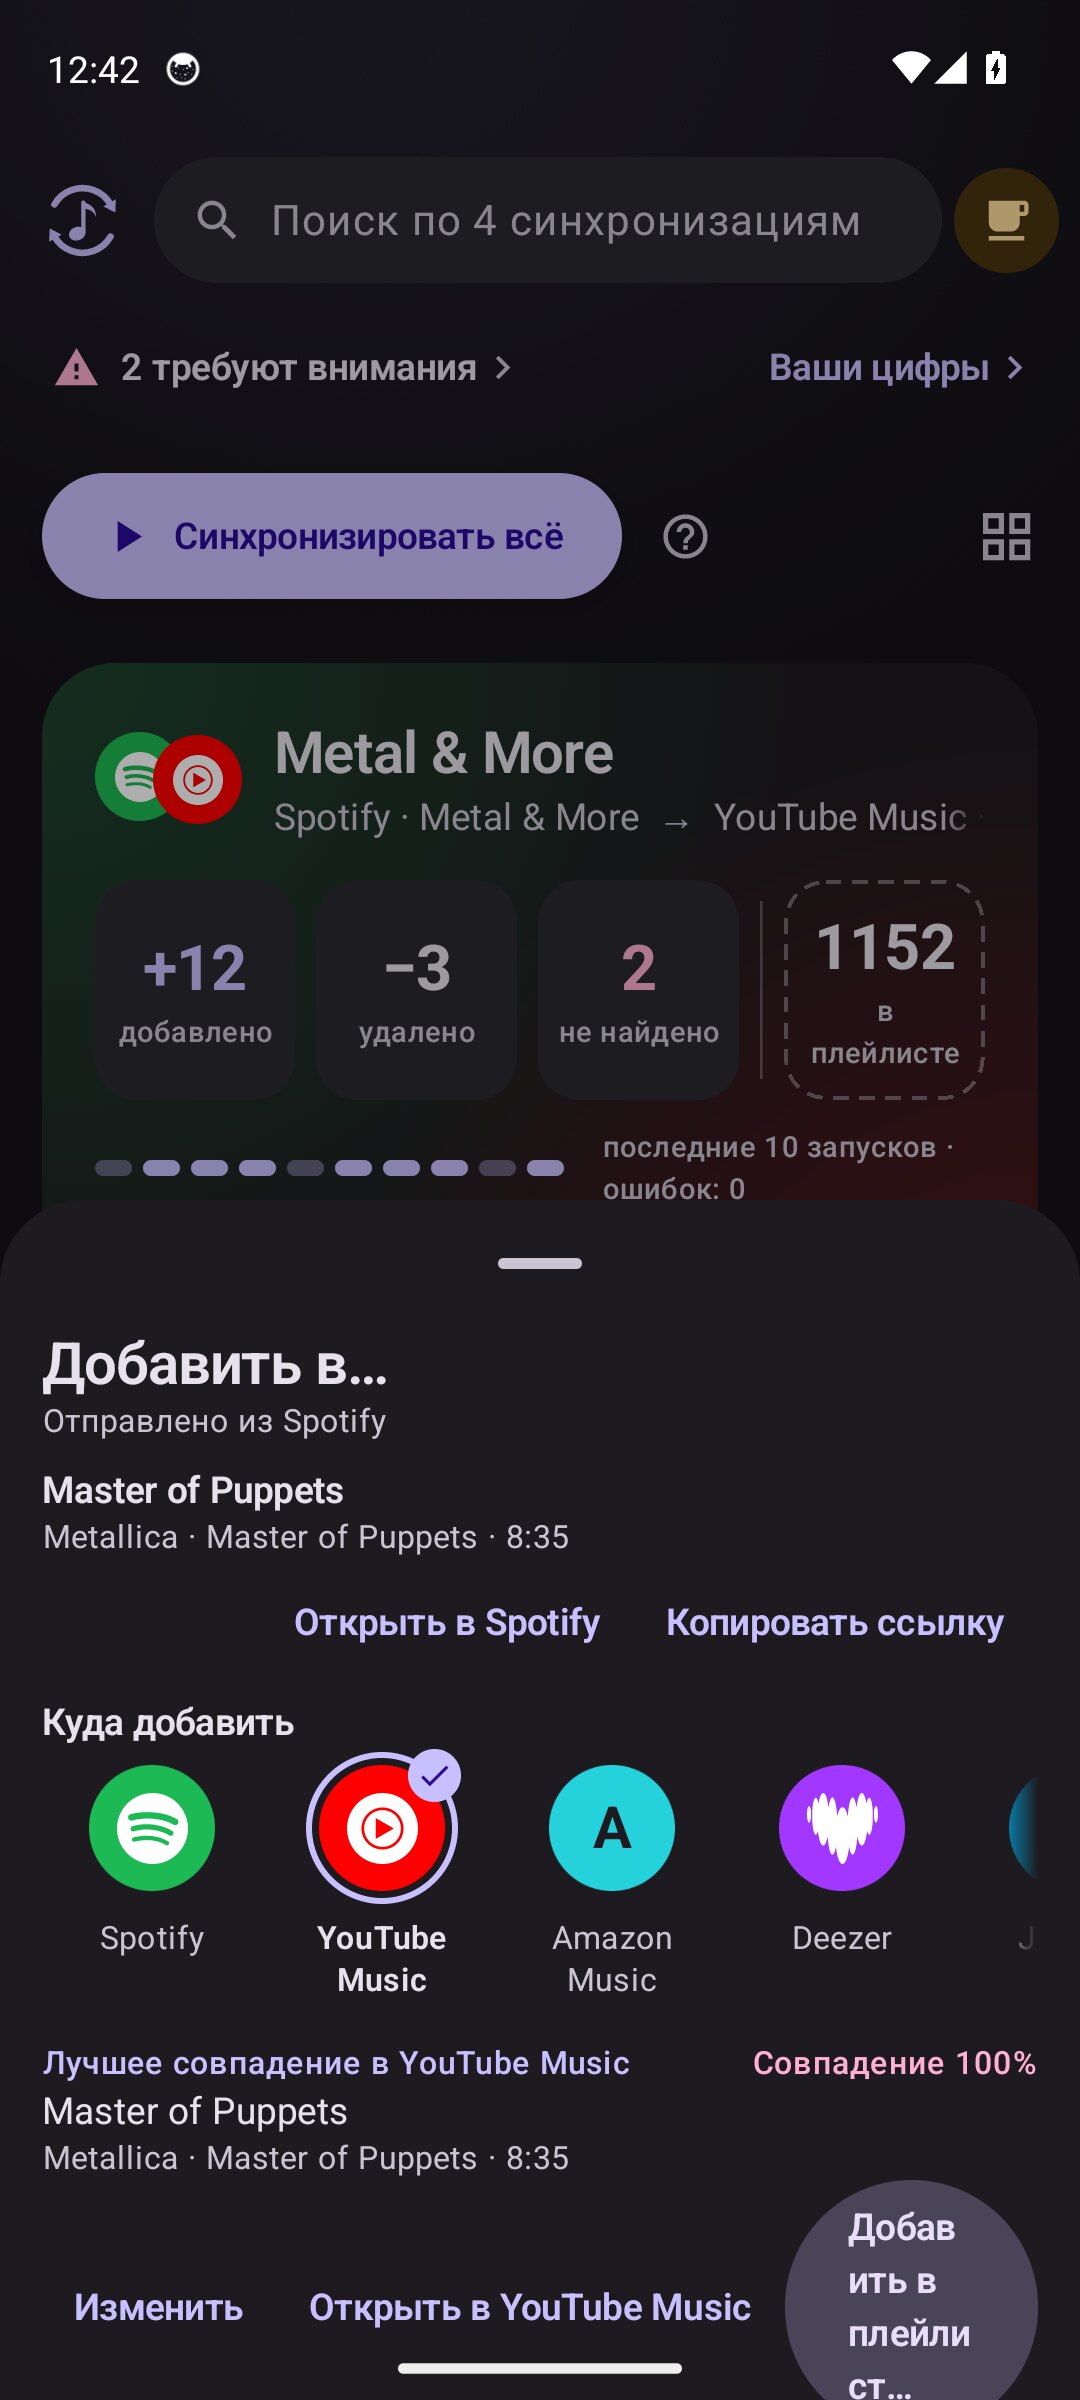 12:42
Поиск по 4 синхронизациям
2 требуют внимания
Ваши цифры
Синхронизировать всё
Metal & More
Spotify · Metal & More → YouTube Music ·
+12
добавлено
−3
удалено
2
не найдено
1152
в
плейлисте
последние 10 запусков ·
ошибок: 0
Добавить в…
Отправлено из Spotify
Master of Puppets
Metallica · Master of Puppets · 8:35
Открыть в Spotify
Копировать ссылку
Куда добавить
Spotify
YouTube
Music
A
Amazon
Music
Deezer
J
Лучшее совпадение в YouTube Music
Совпадение 100%
Master of Puppets
Metallica · Master of Puppets · 8:35
Изменить
Открыть в YouTube Music
Добав
ить в
плейли
ст…